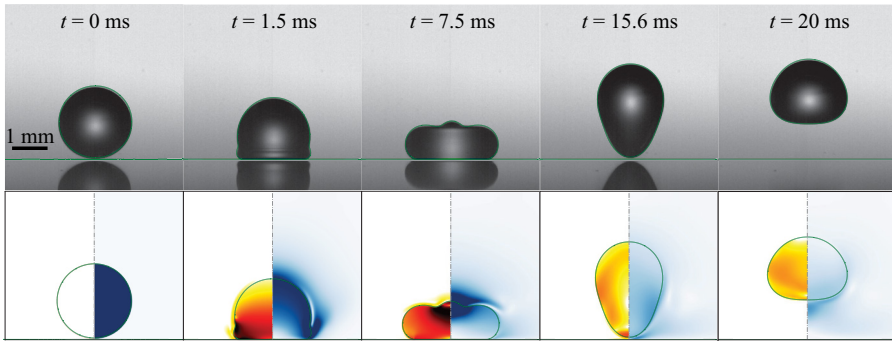 t = 0 ms
t = 1.5 ms
t = 7.5 ms
t = 15.6 ms
t = 20 ms
1 mm